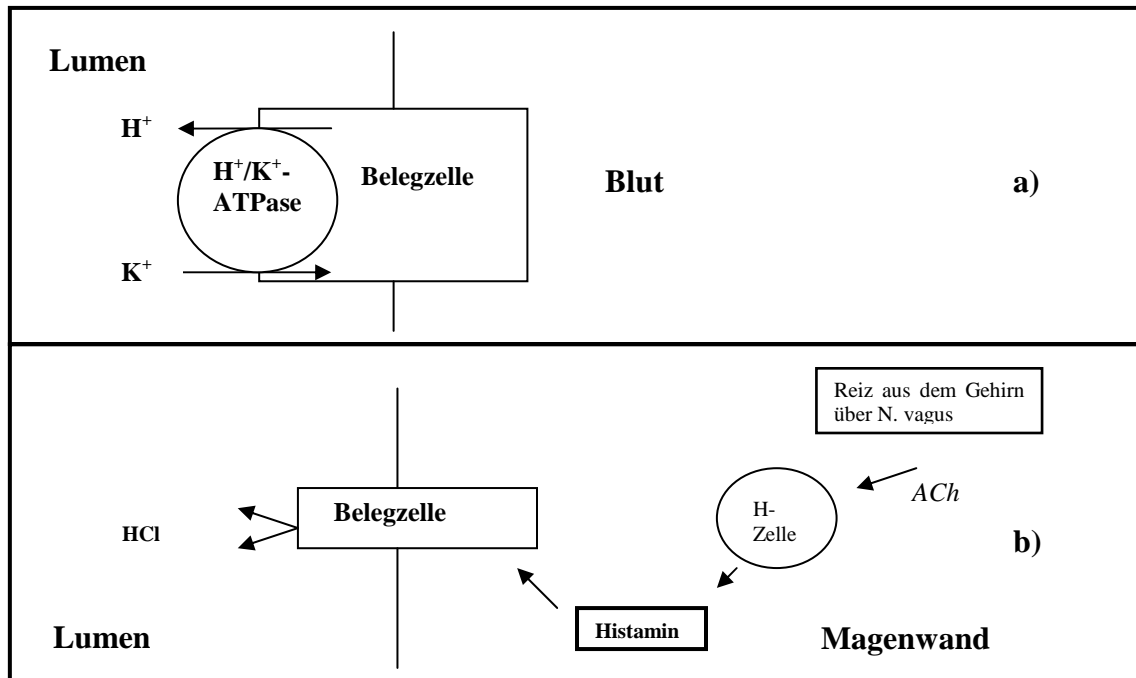 Lumen
H⁺
H⁺/K⁺-
ATPase
Belegzelle
Blut
a)
K⁺
Reiz aus dem Gehirn
über N. vagus
ACh
H-
Zelle
Belegzelle
HCl
b)
Histamin
Lumen
Magenwand